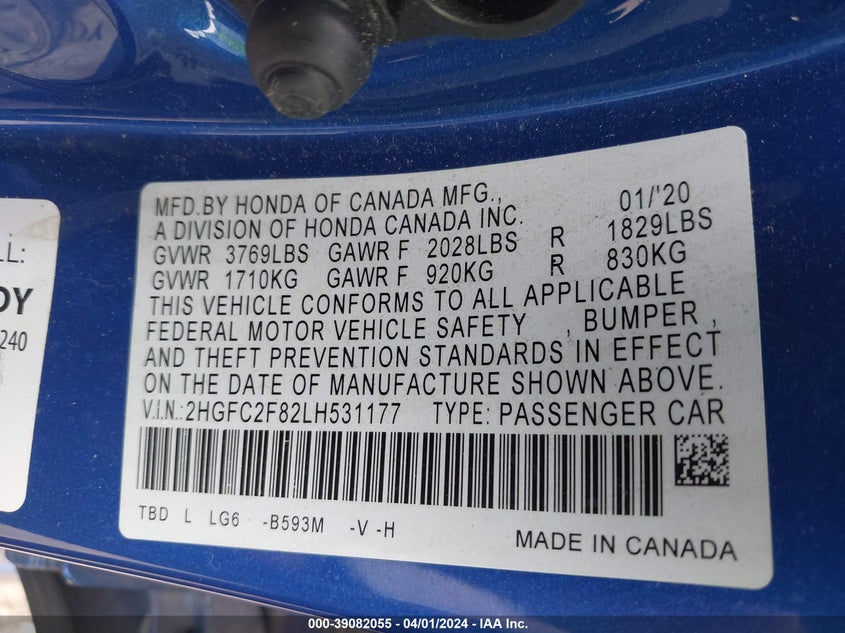 MFD.BY HONDA OF CANADA MFG., 01/'20
A DIVISION OF HONDA CANADA INC.
GVWR 3769LBS GAWR F 2028LBS R 1829LBS
GVWR 1710KG GAWR F 920KG R 830KG
THIS VEHICLE CONFORMS TO ALL APPLICABLE
FEDERAL MOTOR VEHICLE SAFETY , BUMPER ,
AND THEFT PREVENTION STANDARDS IN EFFECT
ON THE DATE OF MANUFACTURE SHOWN ABOVE.
V.I.N.:2HGFC2F82LH531177 TYPE: PASSENGER CAR
TBD L LG6 -B593M -V -H
MADE IN CANADA
LL:
DY
240
000-39082055 - 04/01/2024 - IAA Inc.